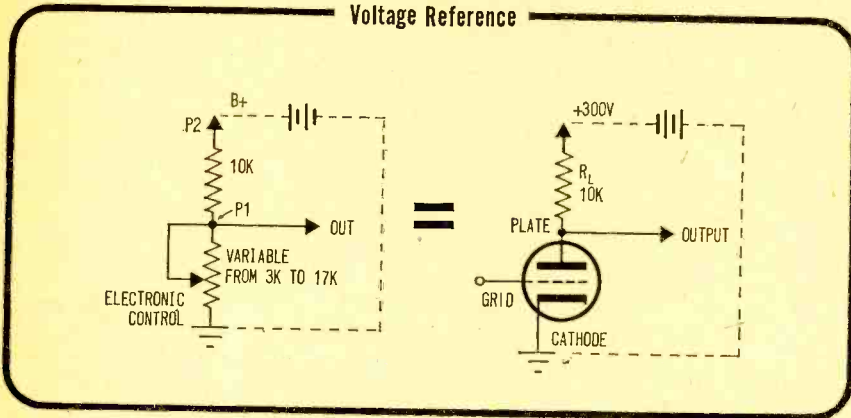 Voltage Reference
B+
P2
10K
P1
OUT
VARIABLE
FROM 3K TO 17K
ELECTRONIC
CONTROL
=
+300V
RL
10K
PLATE
OUTPUT
GRID
CATHODE